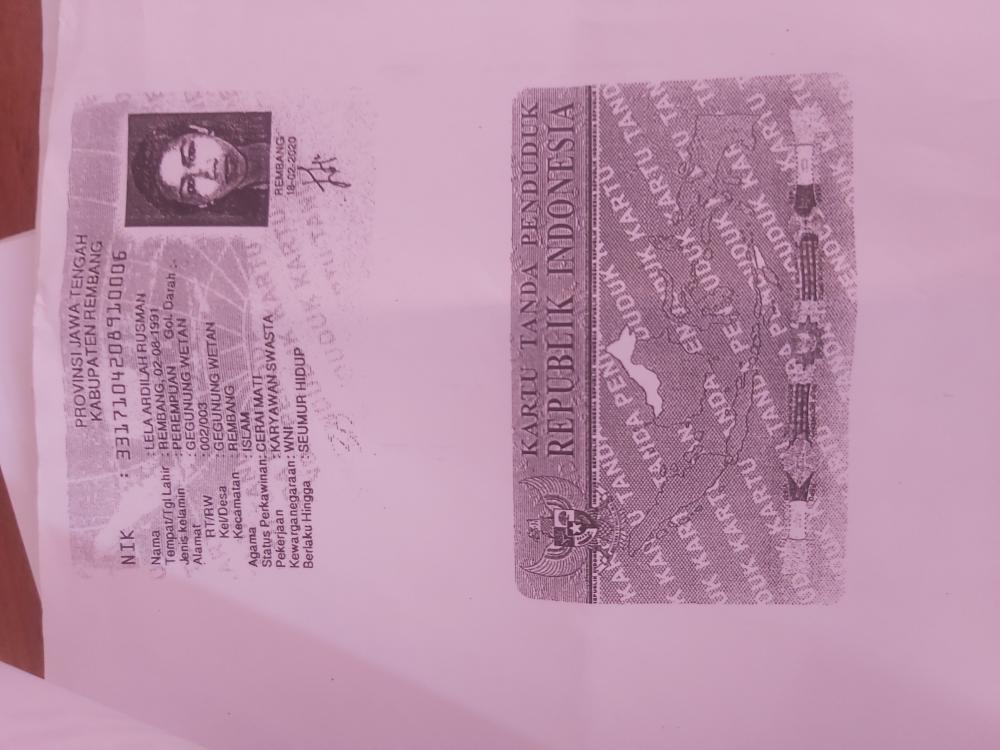 PROVINSI JAWA TENGAH
KABUPATEN REMBANG
NIK : 3317104208910006
Nama : LELA ARDILAH RUSMAN
Tempat/Tgl Lahir : REMBANG, 02-08-1991
Jenis kelamin : PEREMPUAN Gol. Darah : -
Alamat : GEGUNUNG WETAN
RT/RW : 002/003
Kel/Desa : GEGUNUNG WETAN
Kecamatan : REMBANG
Agama : ISLAM
Status Perkawinan: CERAI MATI
Pekerjaan : KARYAWAN SWASTA
Kewarganegaraan: WNI
Berlaku Hingga : SEUMUR HIDUP
REMBANG
18-02-2020
KARTU TANDA PENDUDUK
REPUBLIK INDONESIA